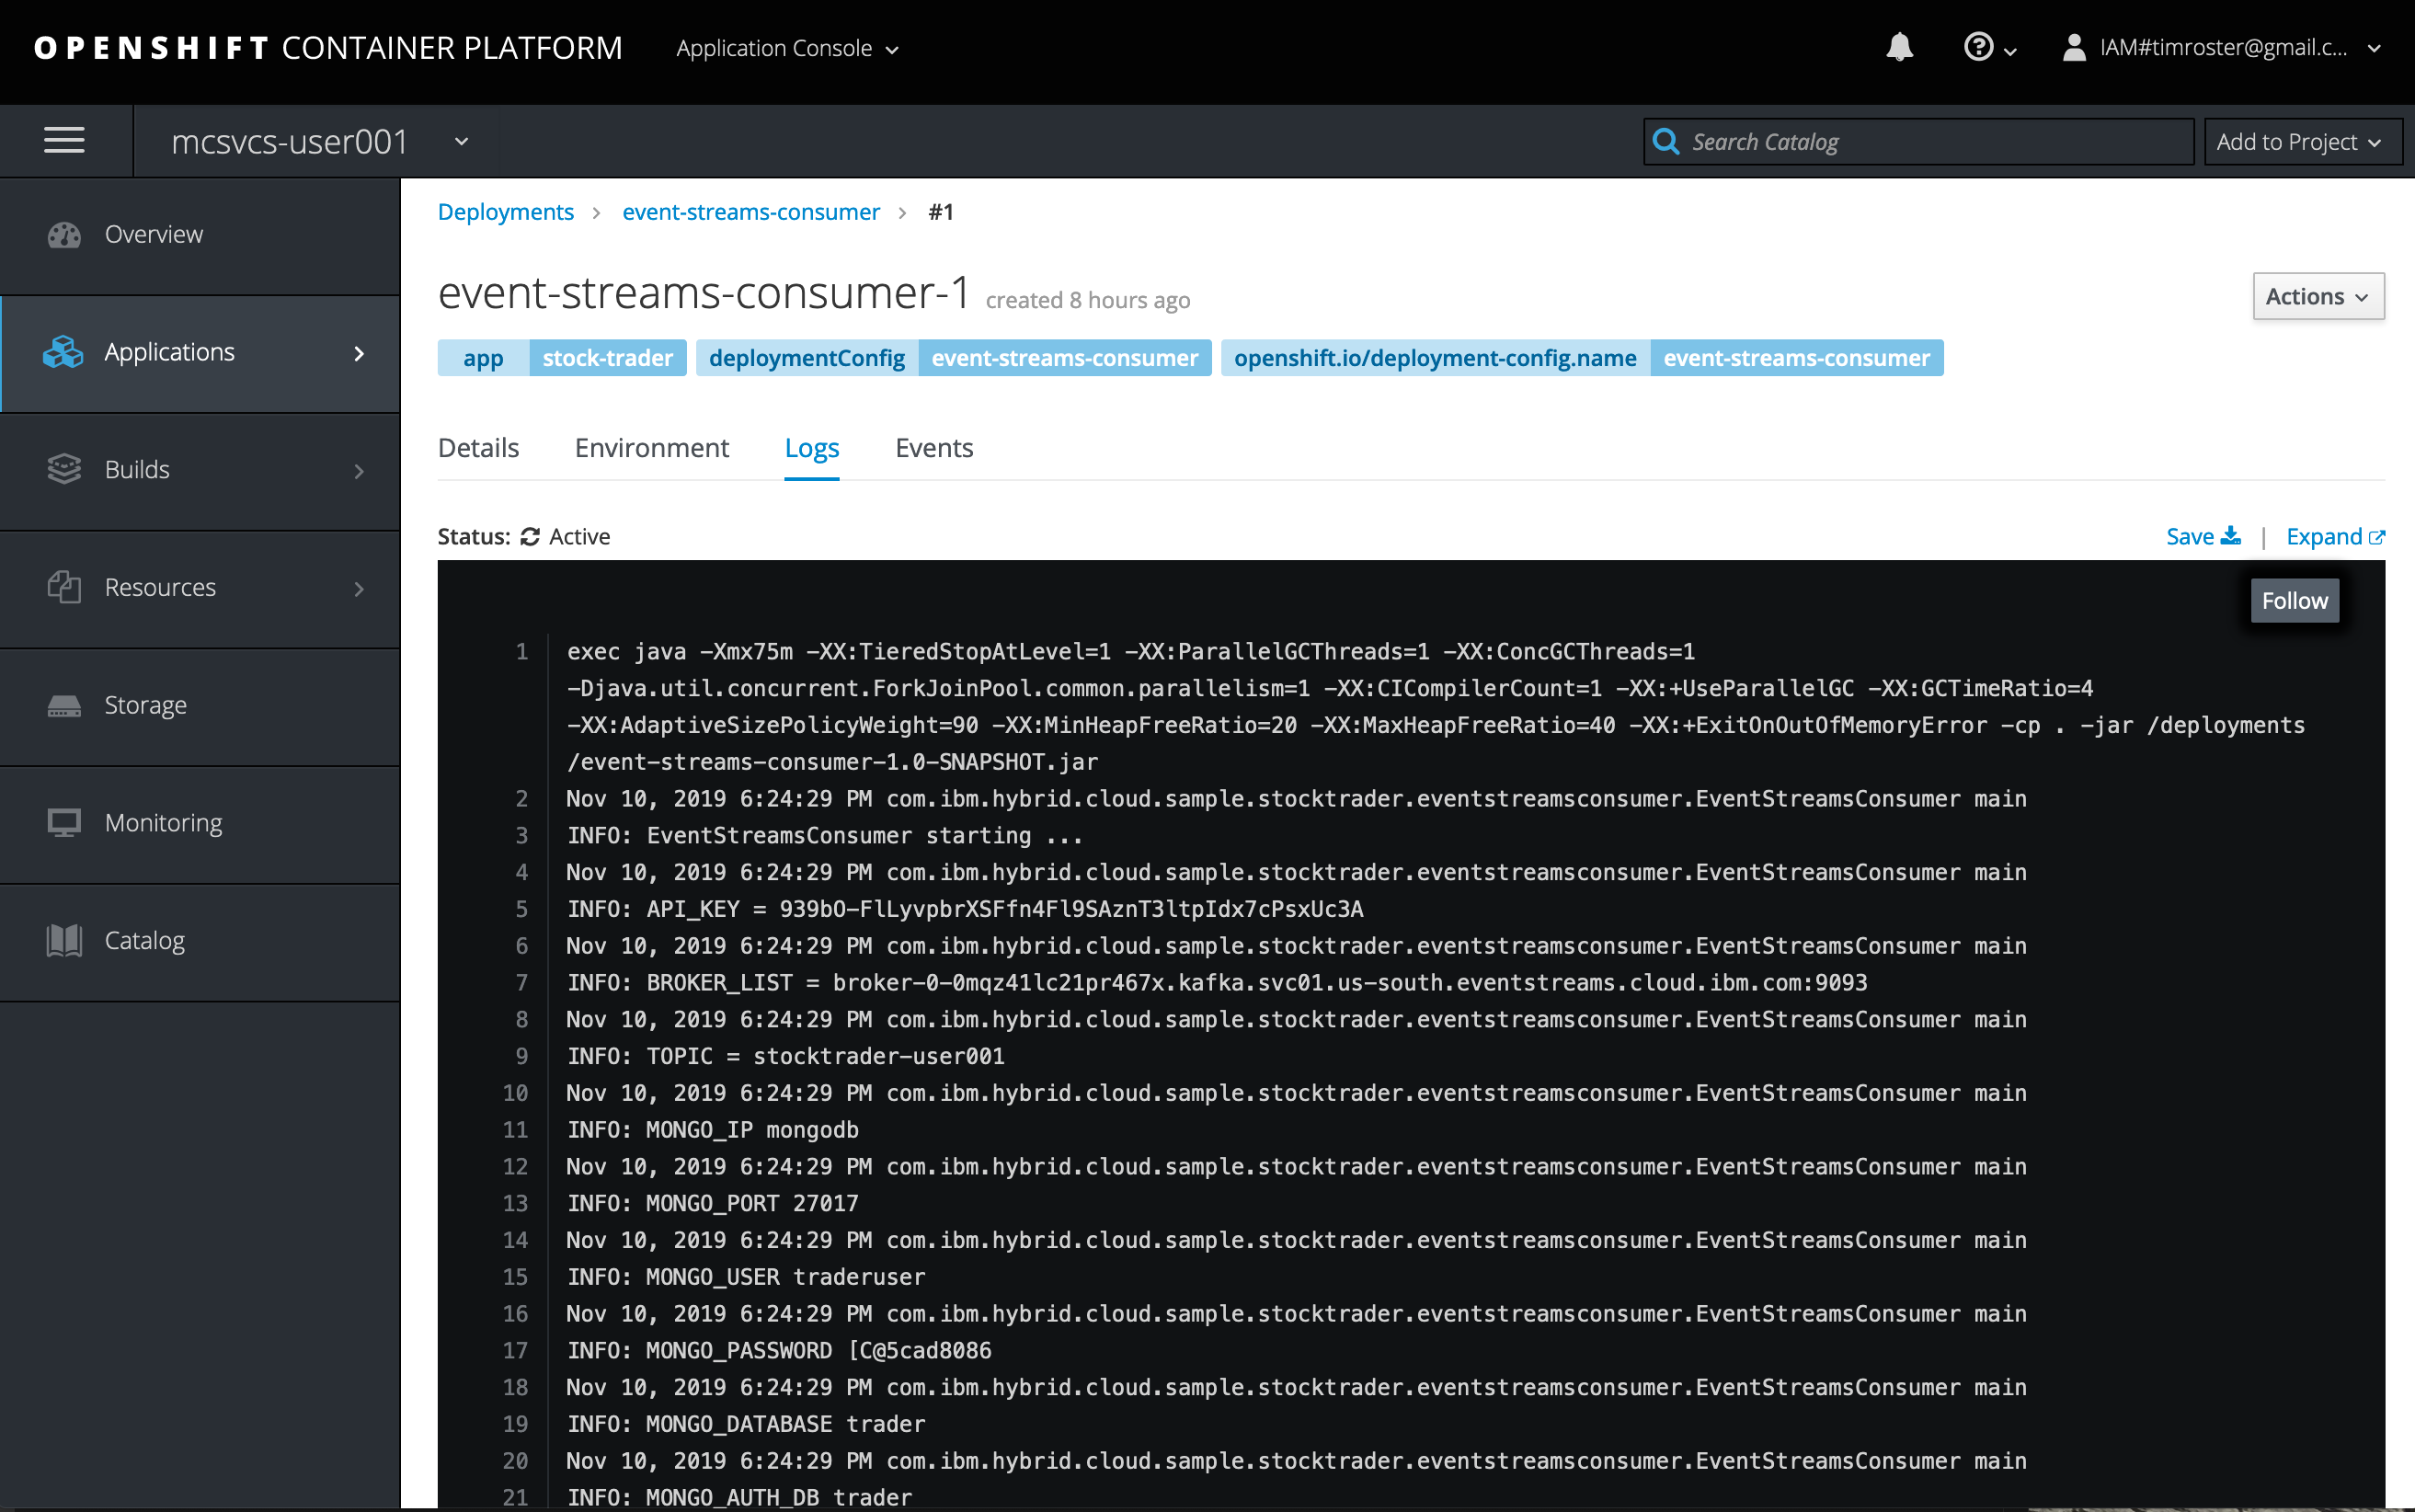 OPENSHIFT CONTAINER PLATFORM Application Console IAM#timroster@gmail.c...
mcsvcs-user001 Search Catalog Add to Project
Overview
Applications
Builds
Resources
Storage
Monitoring
Catalog
Deployments > event-streams-consumer > #1
event-streams-consumer-1 created 8 hours ago Actions
app stock-trader deploymentConfig event-streams-consumer openshift.io/deployment-config.name event-streams-consumer
Details Environment Logs Events
Status: Active Save | Expand
Follow
1 exec java -Xmx75m -XX:TieredStopAtLevel=1 -XX:ParallelGCThreads=1 -XX:ConcGCThreads=1
-Djava.util.concurrent.ForkJoinPool.common.parallelism=1 -XX:CICompilerCount=1 -XX:+UseParallelGC -XX:GCTimeRatio=4
-XX:AdaptiveSizePolicyWeight=90 -XX:MinHeapFreeRatio=20 -XX:MaxHeapFreeRatio=40 -XX:+ExitOnOutOfMemoryError -cp . -jar /deployments
/event-streams-consumer-1.0-SNAPSHOT.jar
2 Nov 10, 2019 6:24:29 PM com.ibm.hybrid.cloud.sample.stocktrader.eventstreamsconsumer.EventStreamsConsumer main
3 INFO: EventStreamsConsumer starting ...
4 Nov 10, 2019 6:24:29 PM com.ibm.hybrid.cloud.sample.stocktrader.eventstreamsconsumer.EventStreamsConsumer main
5 INFO: API_KEY = 939bO-FlLyvpbrXSFfn4Fl9SAznT3ltpIdx7cPsxUc3A
6 Nov 10, 2019 6:24:29 PM com.ibm.hybrid.cloud.sample.stocktrader.eventstreamsconsumer.EventStreamsConsumer main
7 INFO: BROKER_LIST = broker-0-0mqz41lc21pr467x.kafka.svc01.us-south.eventstreams.cloud.ibm.com:9093
8 Nov 10, 2019 6:24:29 PM com.ibm.hybrid.cloud.sample.stocktrader.eventstreamsconsumer.EventStreamsConsumer main
9 INFO: TOPIC = stocktrader-user001
10 Nov 10, 2019 6:24:29 PM com.ibm.hybrid.cloud.sample.stocktrader.eventstreamsconsumer.EventStreamsConsumer main
11 INFO: MONGO_IP mongodb
12 Nov 10, 2019 6:24:29 PM com.ibm.hybrid.cloud.sample.stocktrader.eventstreamsconsumer.EventStreamsConsumer main
13 INFO: MONGO_PORT 27017
14 Nov 10, 2019 6:24:29 PM com.ibm.hybrid.cloud.sample.stocktrader.eventstreamsconsumer.EventStreamsConsumer main
15 INFO: MONGO_USER traderuser
16 Nov 10, 2019 6:24:29 PM com.ibm.hybrid.cloud.sample.stocktrader.eventstreamsconsumer.EventStreamsConsumer main
17 INFO: MONGO_PASSWORD [C@5cad8086
18 Nov 10, 2019 6:24:29 PM com.ibm.hybrid.cloud.sample.stocktrader.eventstreamsconsumer.EventStreamsConsumer main
19 INFO: MONGO_DATABASE trader
20 Nov 10, 2019 6:24:29 PM com.ibm.hybrid.cloud.sample.stocktrader.eventstreamsconsumer.EventStreamsConsumer main
21 INFO: MONGO_AUTH_DB trader